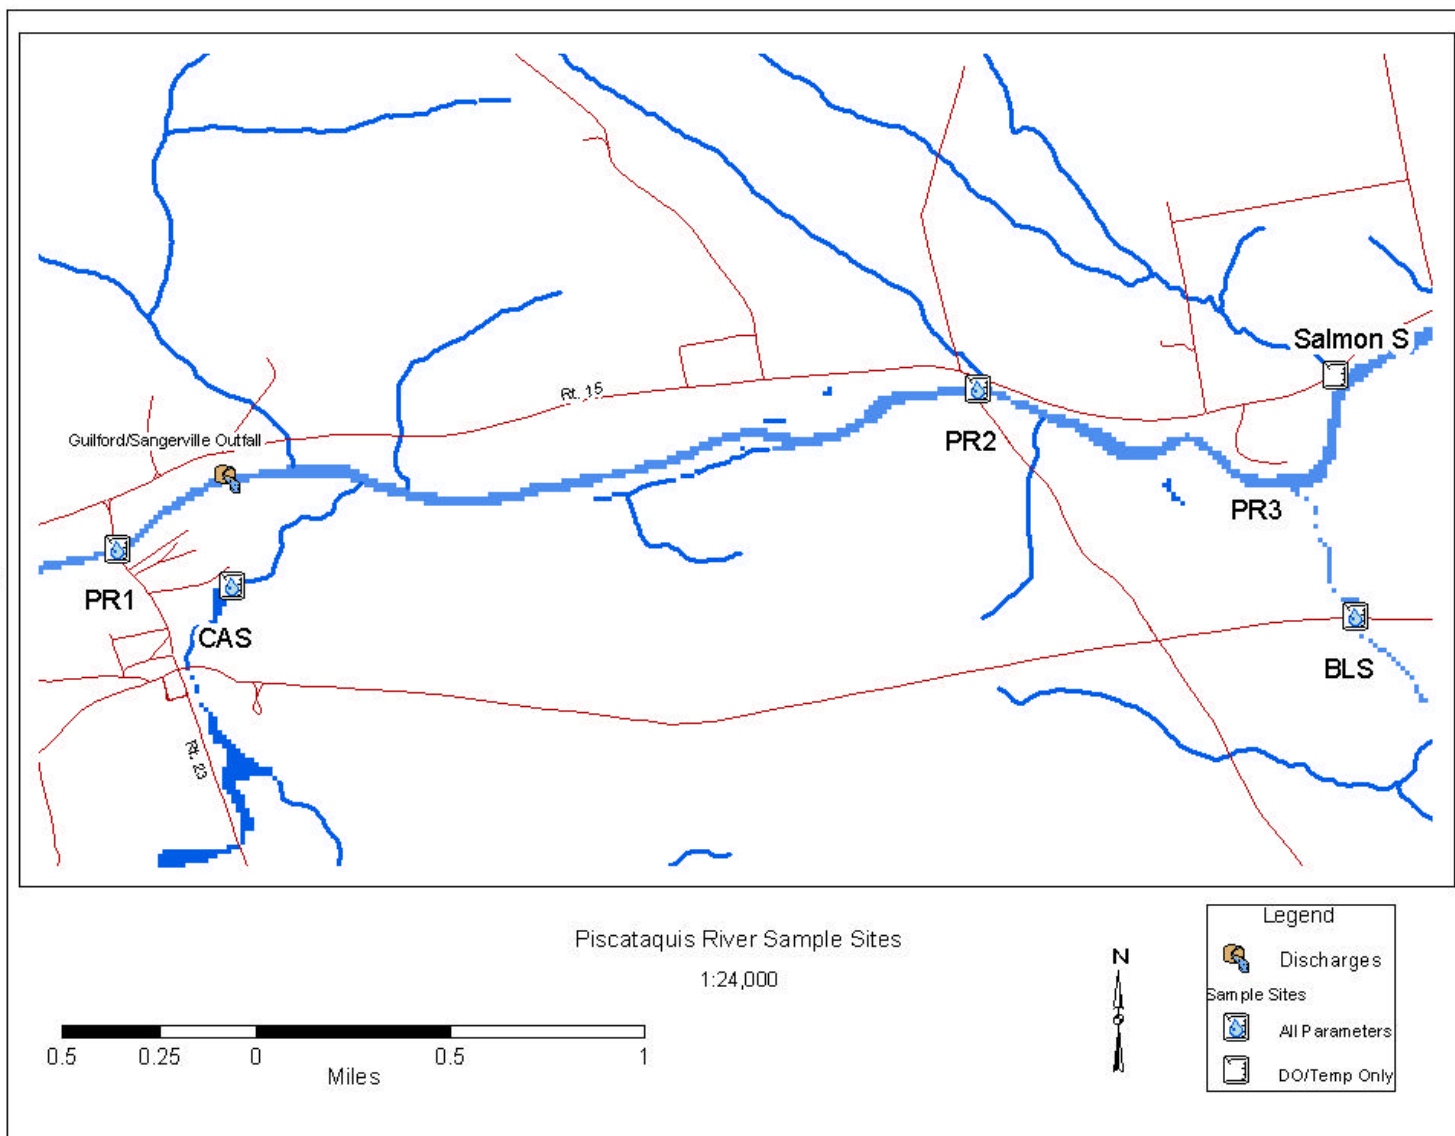 Salmon S
Rt. 15
Guilford/Sangerville Outfall
PR2
PR3
PR1
CAS
BLS
Rt. 23
Piscataquis River Sample Sites
1:24,000
0.5 0.25 0 0.5 1
Miles
N
Legend
Discharges
Sample Sites
All Parameters
DO/Temp Only